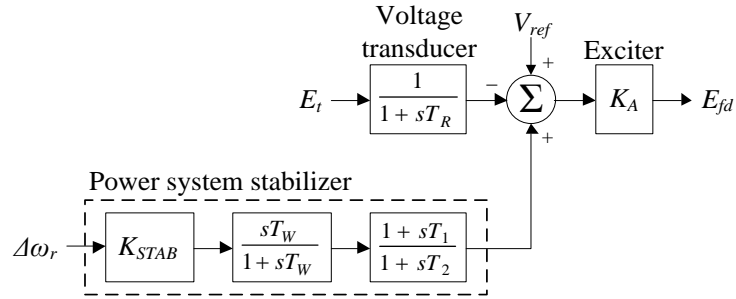 Voltage
transducer
V_ref
Exciter
E_t
1
1 + sT_R
−
+
Σ
K_A
E_fd
+
Power system stabilizer
Δω_r
K_STAB
sT_W
1 + sT_W
1 + sT_1
1 + sT_2